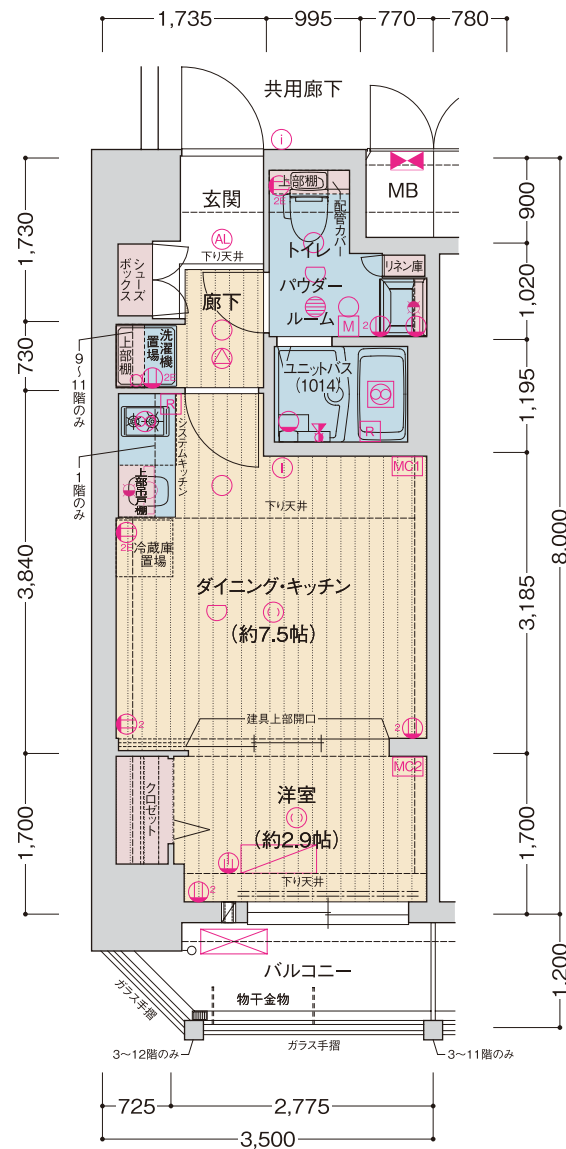 1,735
995
770
780
共用廊下
i
MB
玄関
上部棚
2E
配管カバー
AL
下り天井
トイレ
パウダー
ルーム
リネン庫
シューズ
ボックス
廊下
M
2
洗濯機
置場
上部棚
2E
ユニットバス
(1014)
R
9~11階のみ
1階のみ
R
システムキッチン
上部吊戸棚
MC1
下り天井
2E
冷蔵庫
置場
ダイニング・キッチン
(約7.5帖)
2
2
建具上部開口
クロゼット
MC2
洋室
(約2.9帖)
下り天井
2
バルコニー
物干金物
ガラス手摺
ガラス手摺
3~12階のみ
3~11階のみ
1,730
730
3,840
1,700
900
1,020
1,195
3,185
1,700
8,000
1,200
725
2,775
3,500